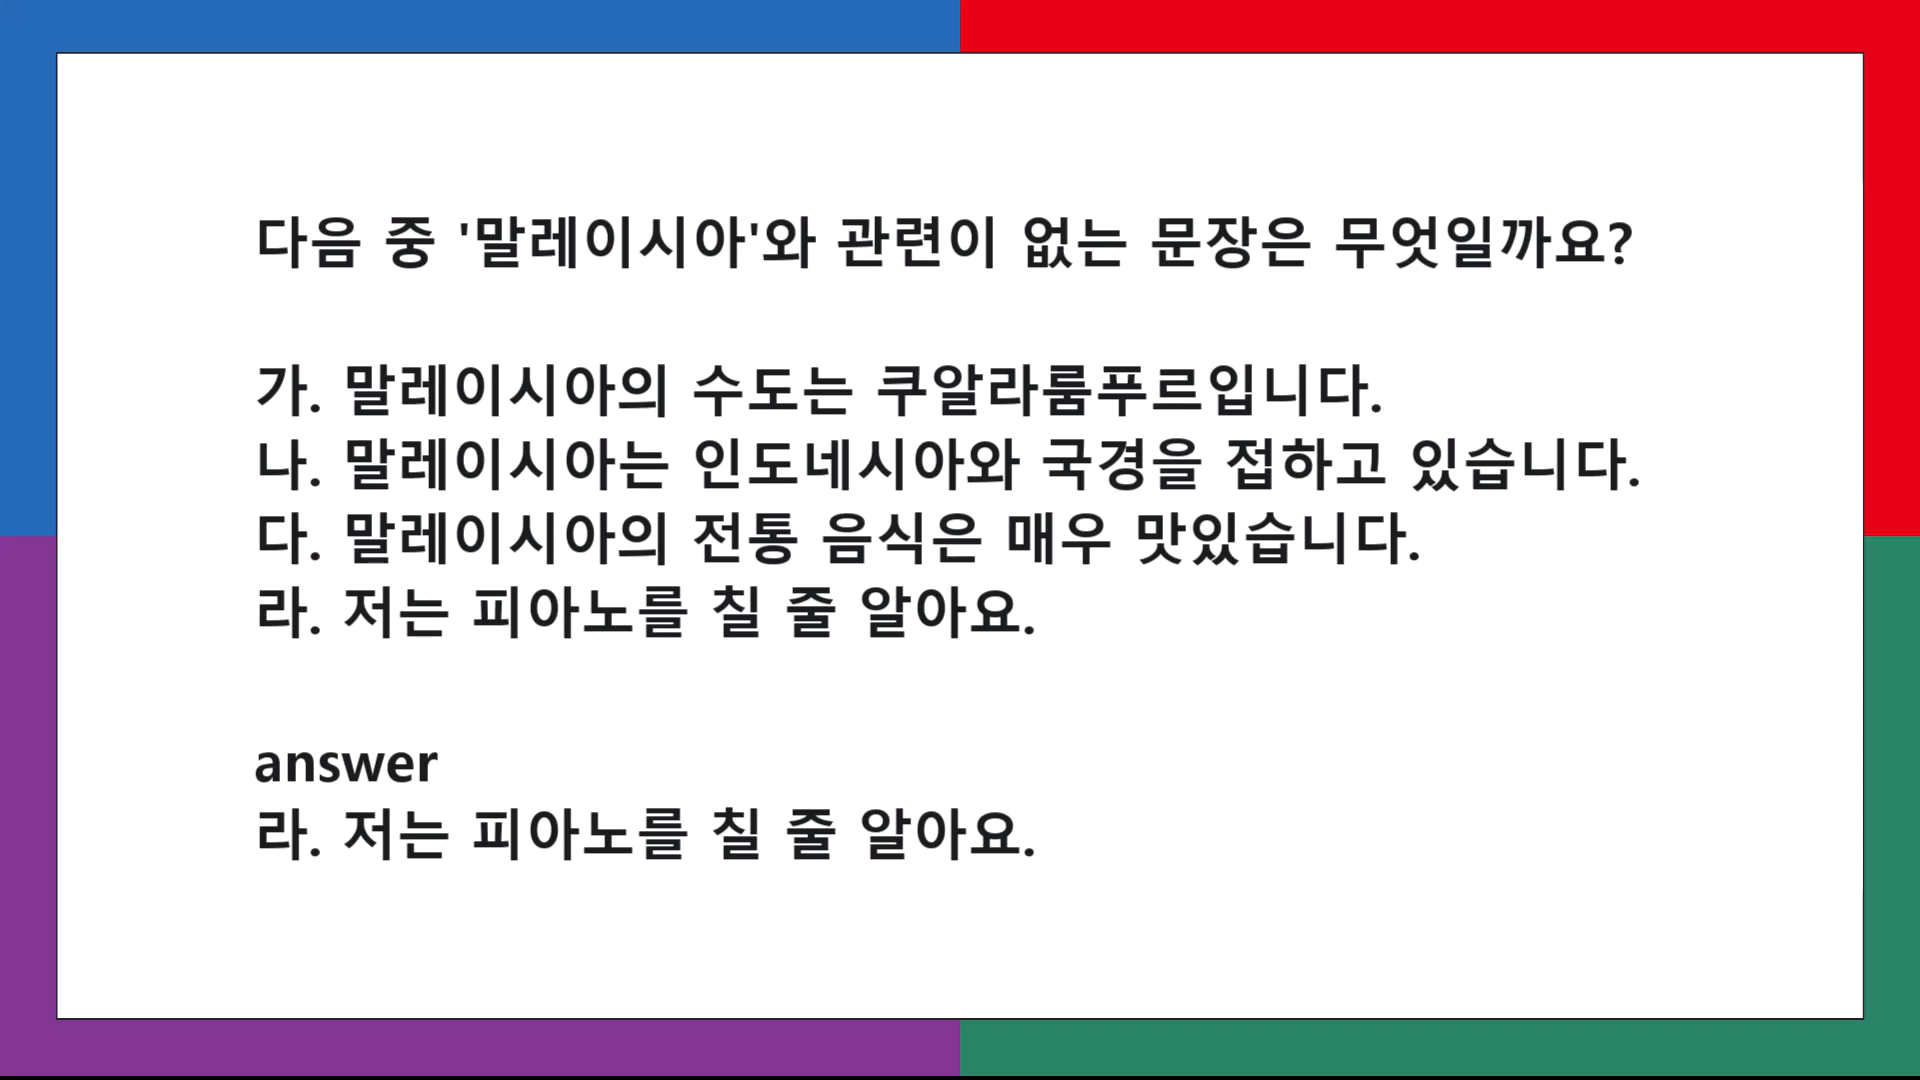 다음 중 '말레이시아'와 관련이 없는 문장은 무엇일까요?
가. 말레이시아의 수도는 쿠알라룸푸르입니다.
나. 말레이시아는 인도네시아와 국경을 접하고 있습니다.
다. 말레이시아의 전통 음식은 매우 맛있습니다.
라. 저는 피아노를 칠 줄 알아요.
answer
라. 저는 피아노를 칠 줄 알아요.